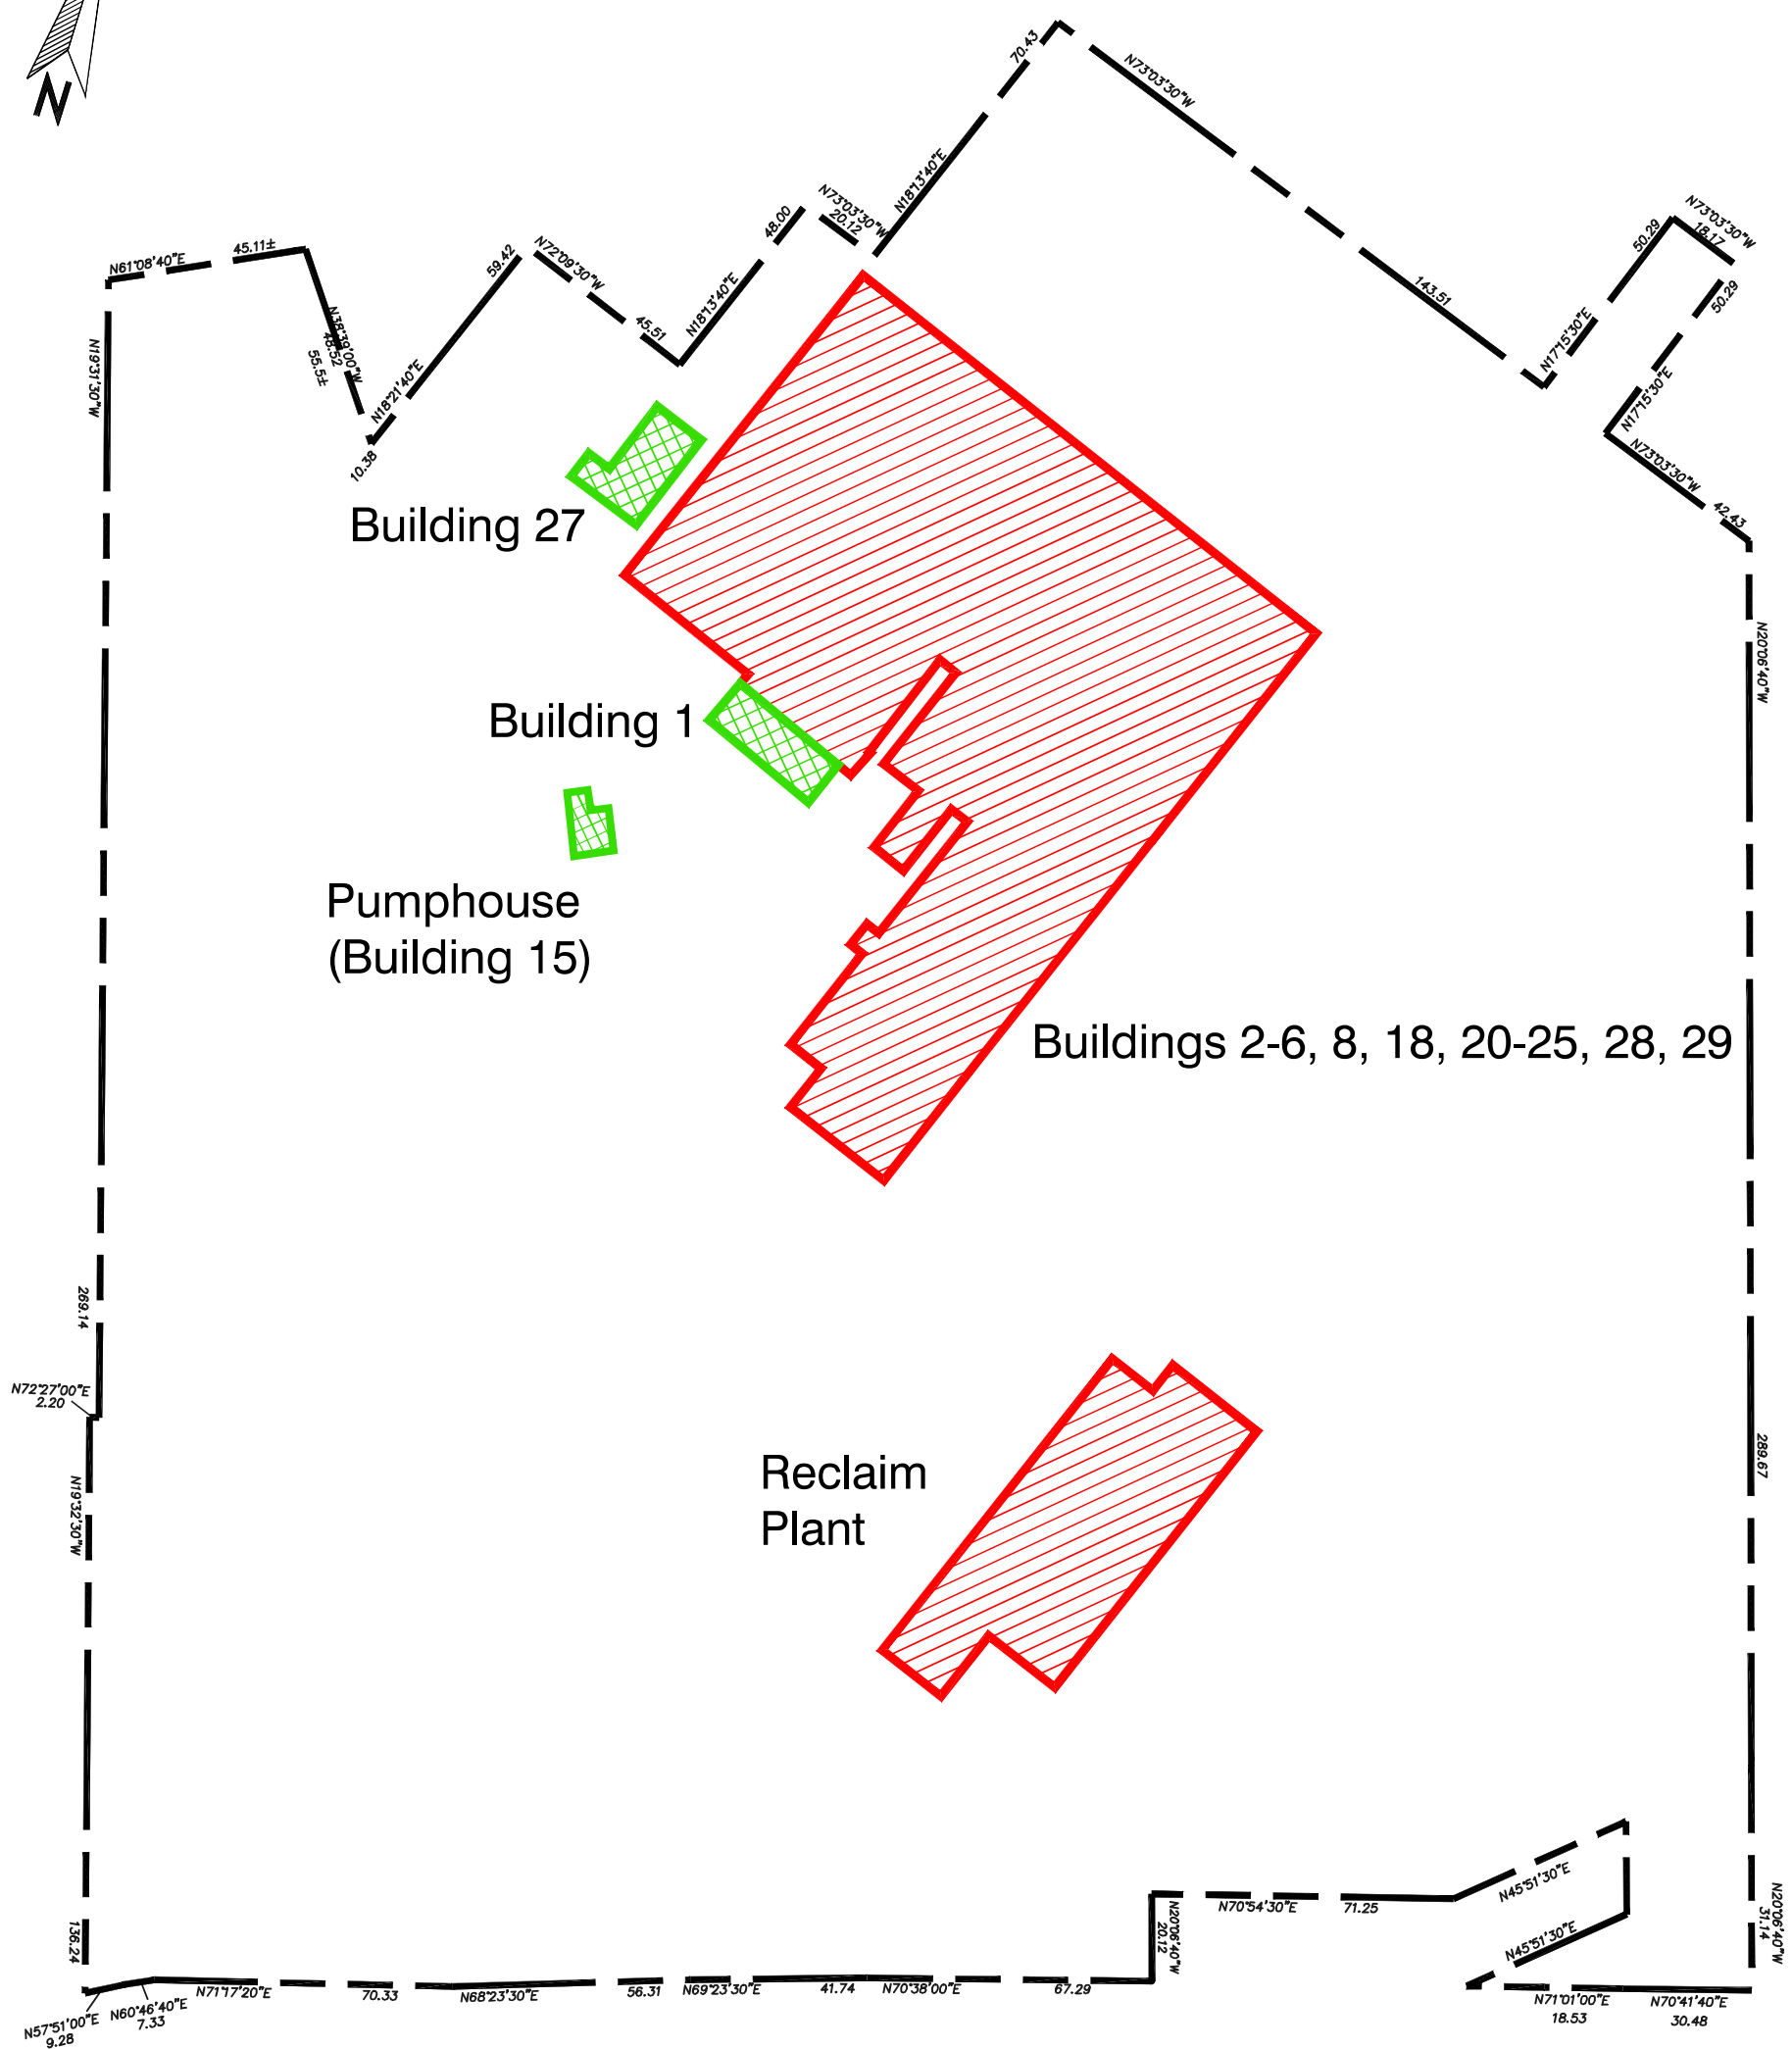 N
70.43
N73°03'30"W
N18°13'40"E
48.00
N73°03'30"W
20.12
N73°03'30"W
18.17
50.29
50.29
N61°08'40"E
45.11±
59.42
N72°09'30"W
45.51
N18°13'40"E
143.51
N17°15'30"E
N17°15'30"E
N19°31'30"W
N38°39'00"W
48.52
55.5±
N18°21'40"E
10.38
N73°03'30"W
42.43
Building 27
N20°06'40"W
Building 1
Pumphouse
(Building 15)
Buildings 2-6, 8, 18, 20-25, 28, 29
269.14
N72°27'00"E
2.20
289.67
Reclaim
Plant
N19°32'30"W
136.24
N45°51'30"E
N70°54'30"E
71.25
N20°06'40"W
20.12
N45°51'30"E
N20°06'40"W
31.14
N57°51'00"E
9.28
N60°46'40"E
7.33
N71°17'20"E
70.33
N68°23'30"E
56.31
N69°23'30"E
41.74
N70°38'00"E
67.29
N71°01'00"E
18.53
N70°41'40"E
30.48